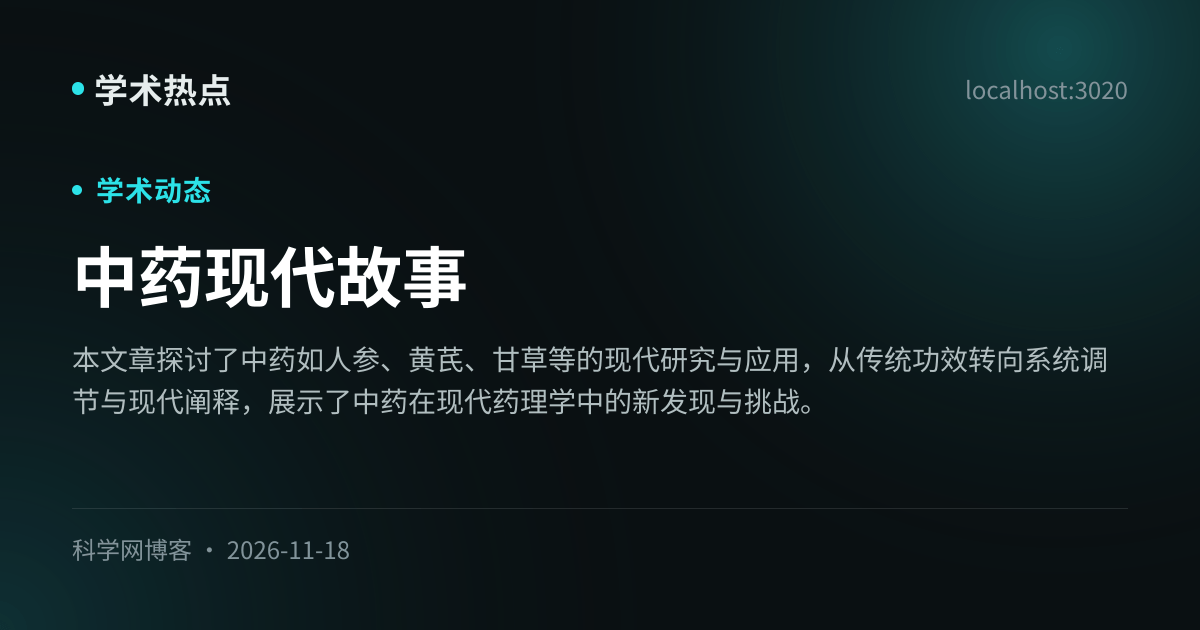 学术热点
localhost:3020
学术动态
中药现代故事
本文章探讨了中药如人参、黄芪、甘草等的现代研究与应用，从传统功效转向系统调
节与现代阐释，展示了中药在现代药理学中的新发现与挑战。
科学网博客 · 2026-11-18